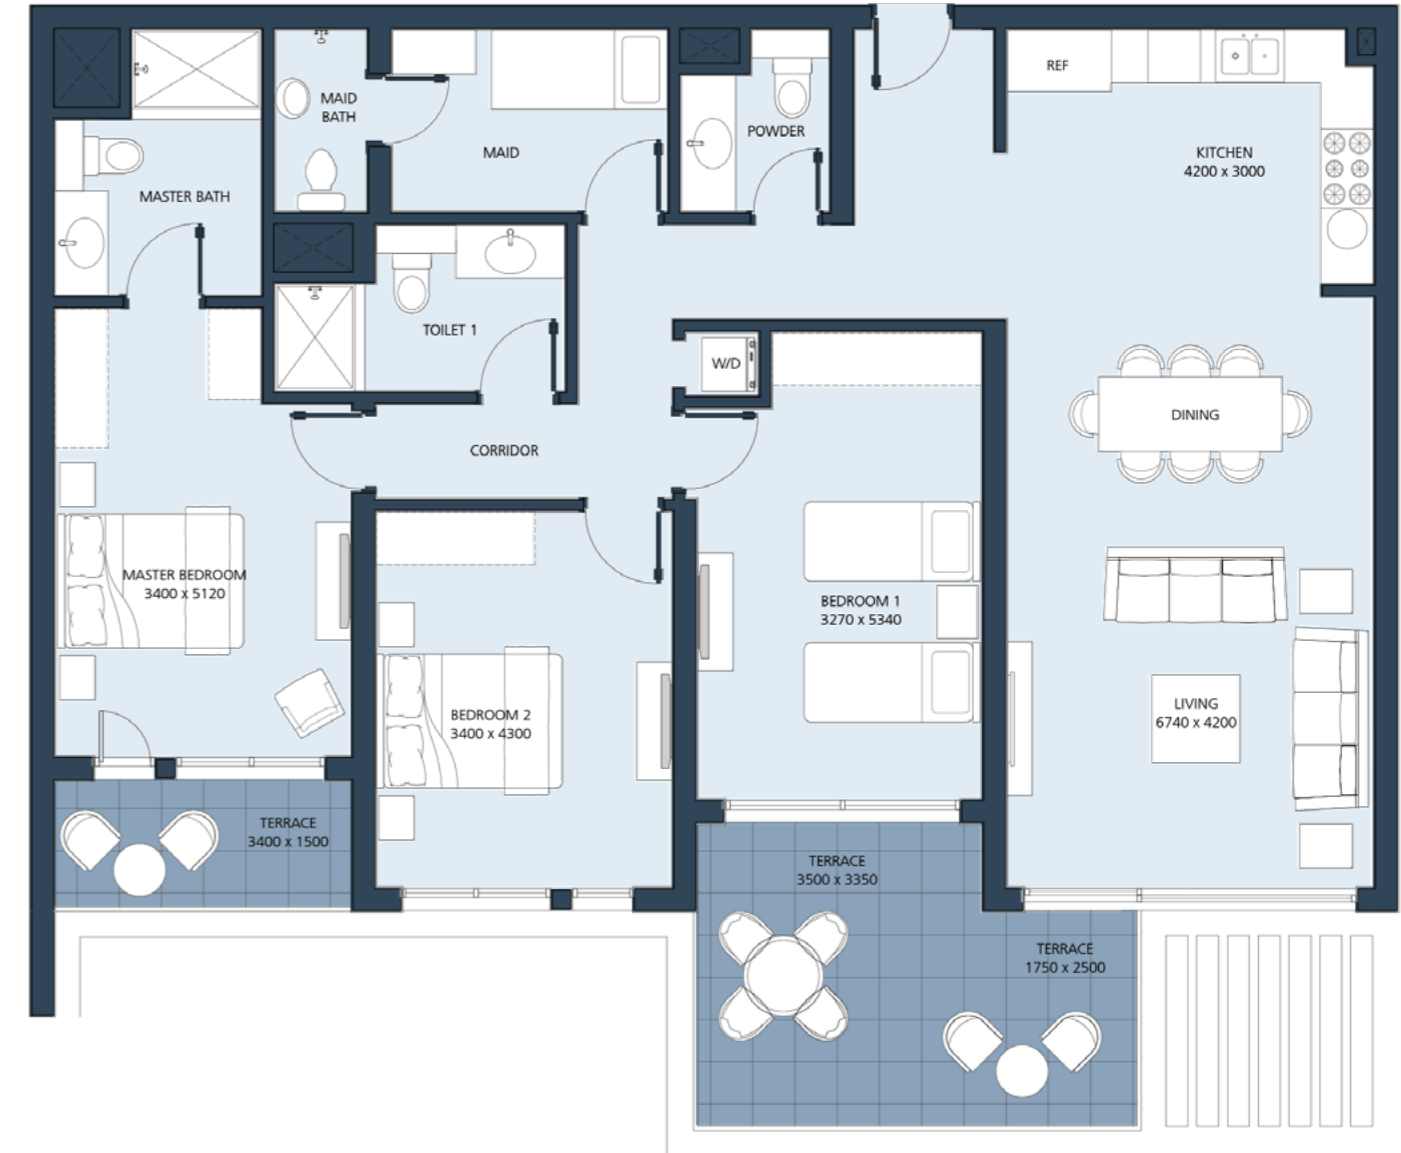 REF
MAID
BATH
POWDER
MAID
KITCHEN
4200 x 3000
MASTER BATH
TOILET 1
W/D
DINING
CORRIDOR
MASTER BEDROOM
3400 x 5120
BEDROOM 1
3270 x 5340
BEDROOM 2
3400 x 4300
LIVING
6740 x 4200
TERRACE
3400 x 1500
TERRACE
3500 x 3350
TERRACE
1750 x 2500